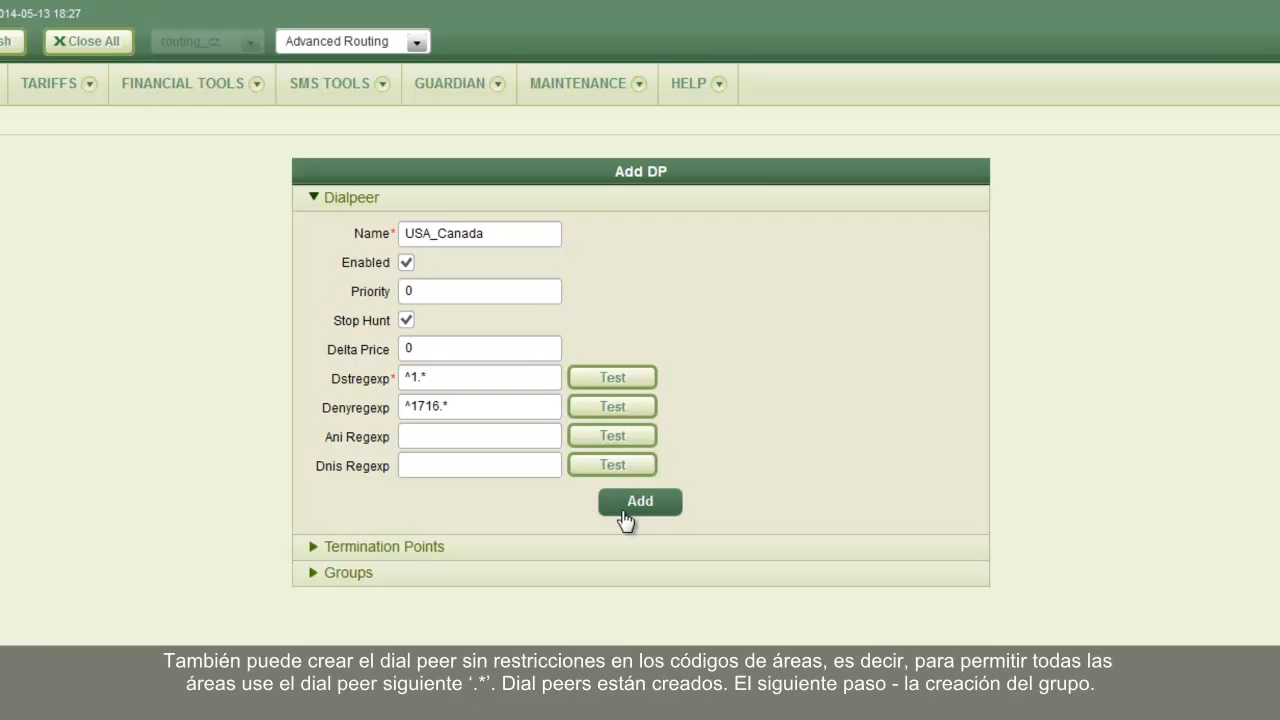 014-05-13 18:27
sh Close All routing_cz Advanced Routing
TARIFFS FINANCIAL TOOLS SMS TOOLS GUARDIAN MAINTENANCE HELP
Add DP
Dialpeer
Name* USA_Canada
Enabled
Priority 0
Stop Hunt
Delta Price 0
Dstregexp* ^1.* Test
Denyregexp ^1716.* Test
Ani Regexp Test
Dnis Regexp Test
Add
Termination Points
Groups
También puede crear el dial peer sin restricciones en los códigos de áreas, es decir, para permitir todas las
áreas use el dial peer siguiente ‘.*’. Dial peers están creados. El siguiente paso - la creación del grupo.